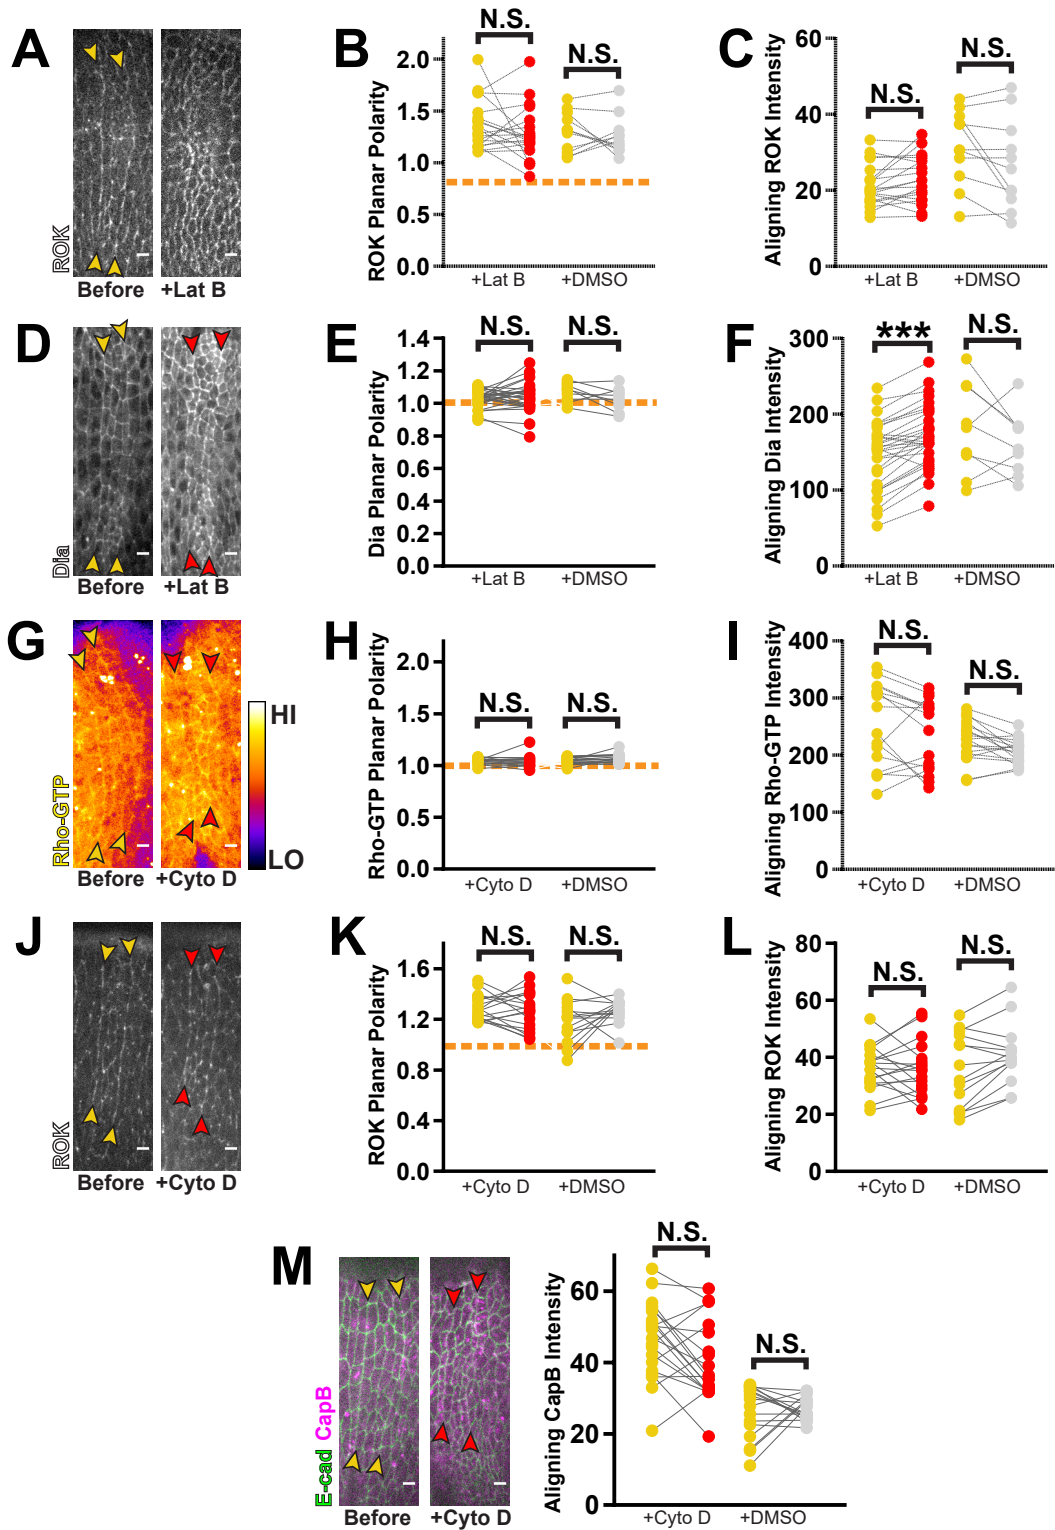 A
ROK
Before
+Lat B
B
ROK Planar Polarity
2.0
1.5
1.0
0.5
0.0
N.S.
N.S.
+Lat B
+DMSO
C
Aligning ROK Intensity
60
40
20
0
N.S.
N.S.
+Lat B
+DMSO
D
Dia
Before
+Lat B
E
Dia Planar Polarity
1.4
1.2
1.0
0.8
0.6
0.4
0.2
0.0
N.S.
N.S.
+Lat B
+DMSO
F
Aligning Dia Intensity
300
200
100
0
***
N.S.
+Lat B
+DMSO
G
Rho-GTP
Before
+Cyto D
HI
LO
H
Rho-GTP Planar Polarity
2.0
1.5
1.0
0.5
0.0
N.S.
N.S.
+Cyto D
+DMSO
I
Aligning Rho-GTP Intensity
400
300
200
100
0
N.S.
N.S.
+Cyto D
+DMSO
J
ROK
Before
+Cyto D
K
ROK Planar Polarity
1.6
1.2
0.8
0.4
0.0
N.S.
N.S.
+Cyto D
+DMSO
L
Aligning ROK Intensity
80
60
40
20
0
N.S.
N.S.
+Cyto D
+DMSO
M
E-cad CapB
Before
+Cyto D
Aligning CapB Intensity
60
40
20
0
N.S.
N.S.
+Cyto D
+DMSO